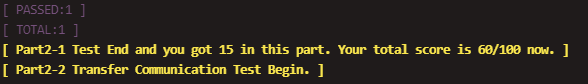 [ PASSED:1 ]
[ TOTAL:1 ]
[ Part2-1 Test End and you got 15 in this part. Your total score is 60/100 now. ]
[ Part2-2 Transfer Communication Test Begin. ]